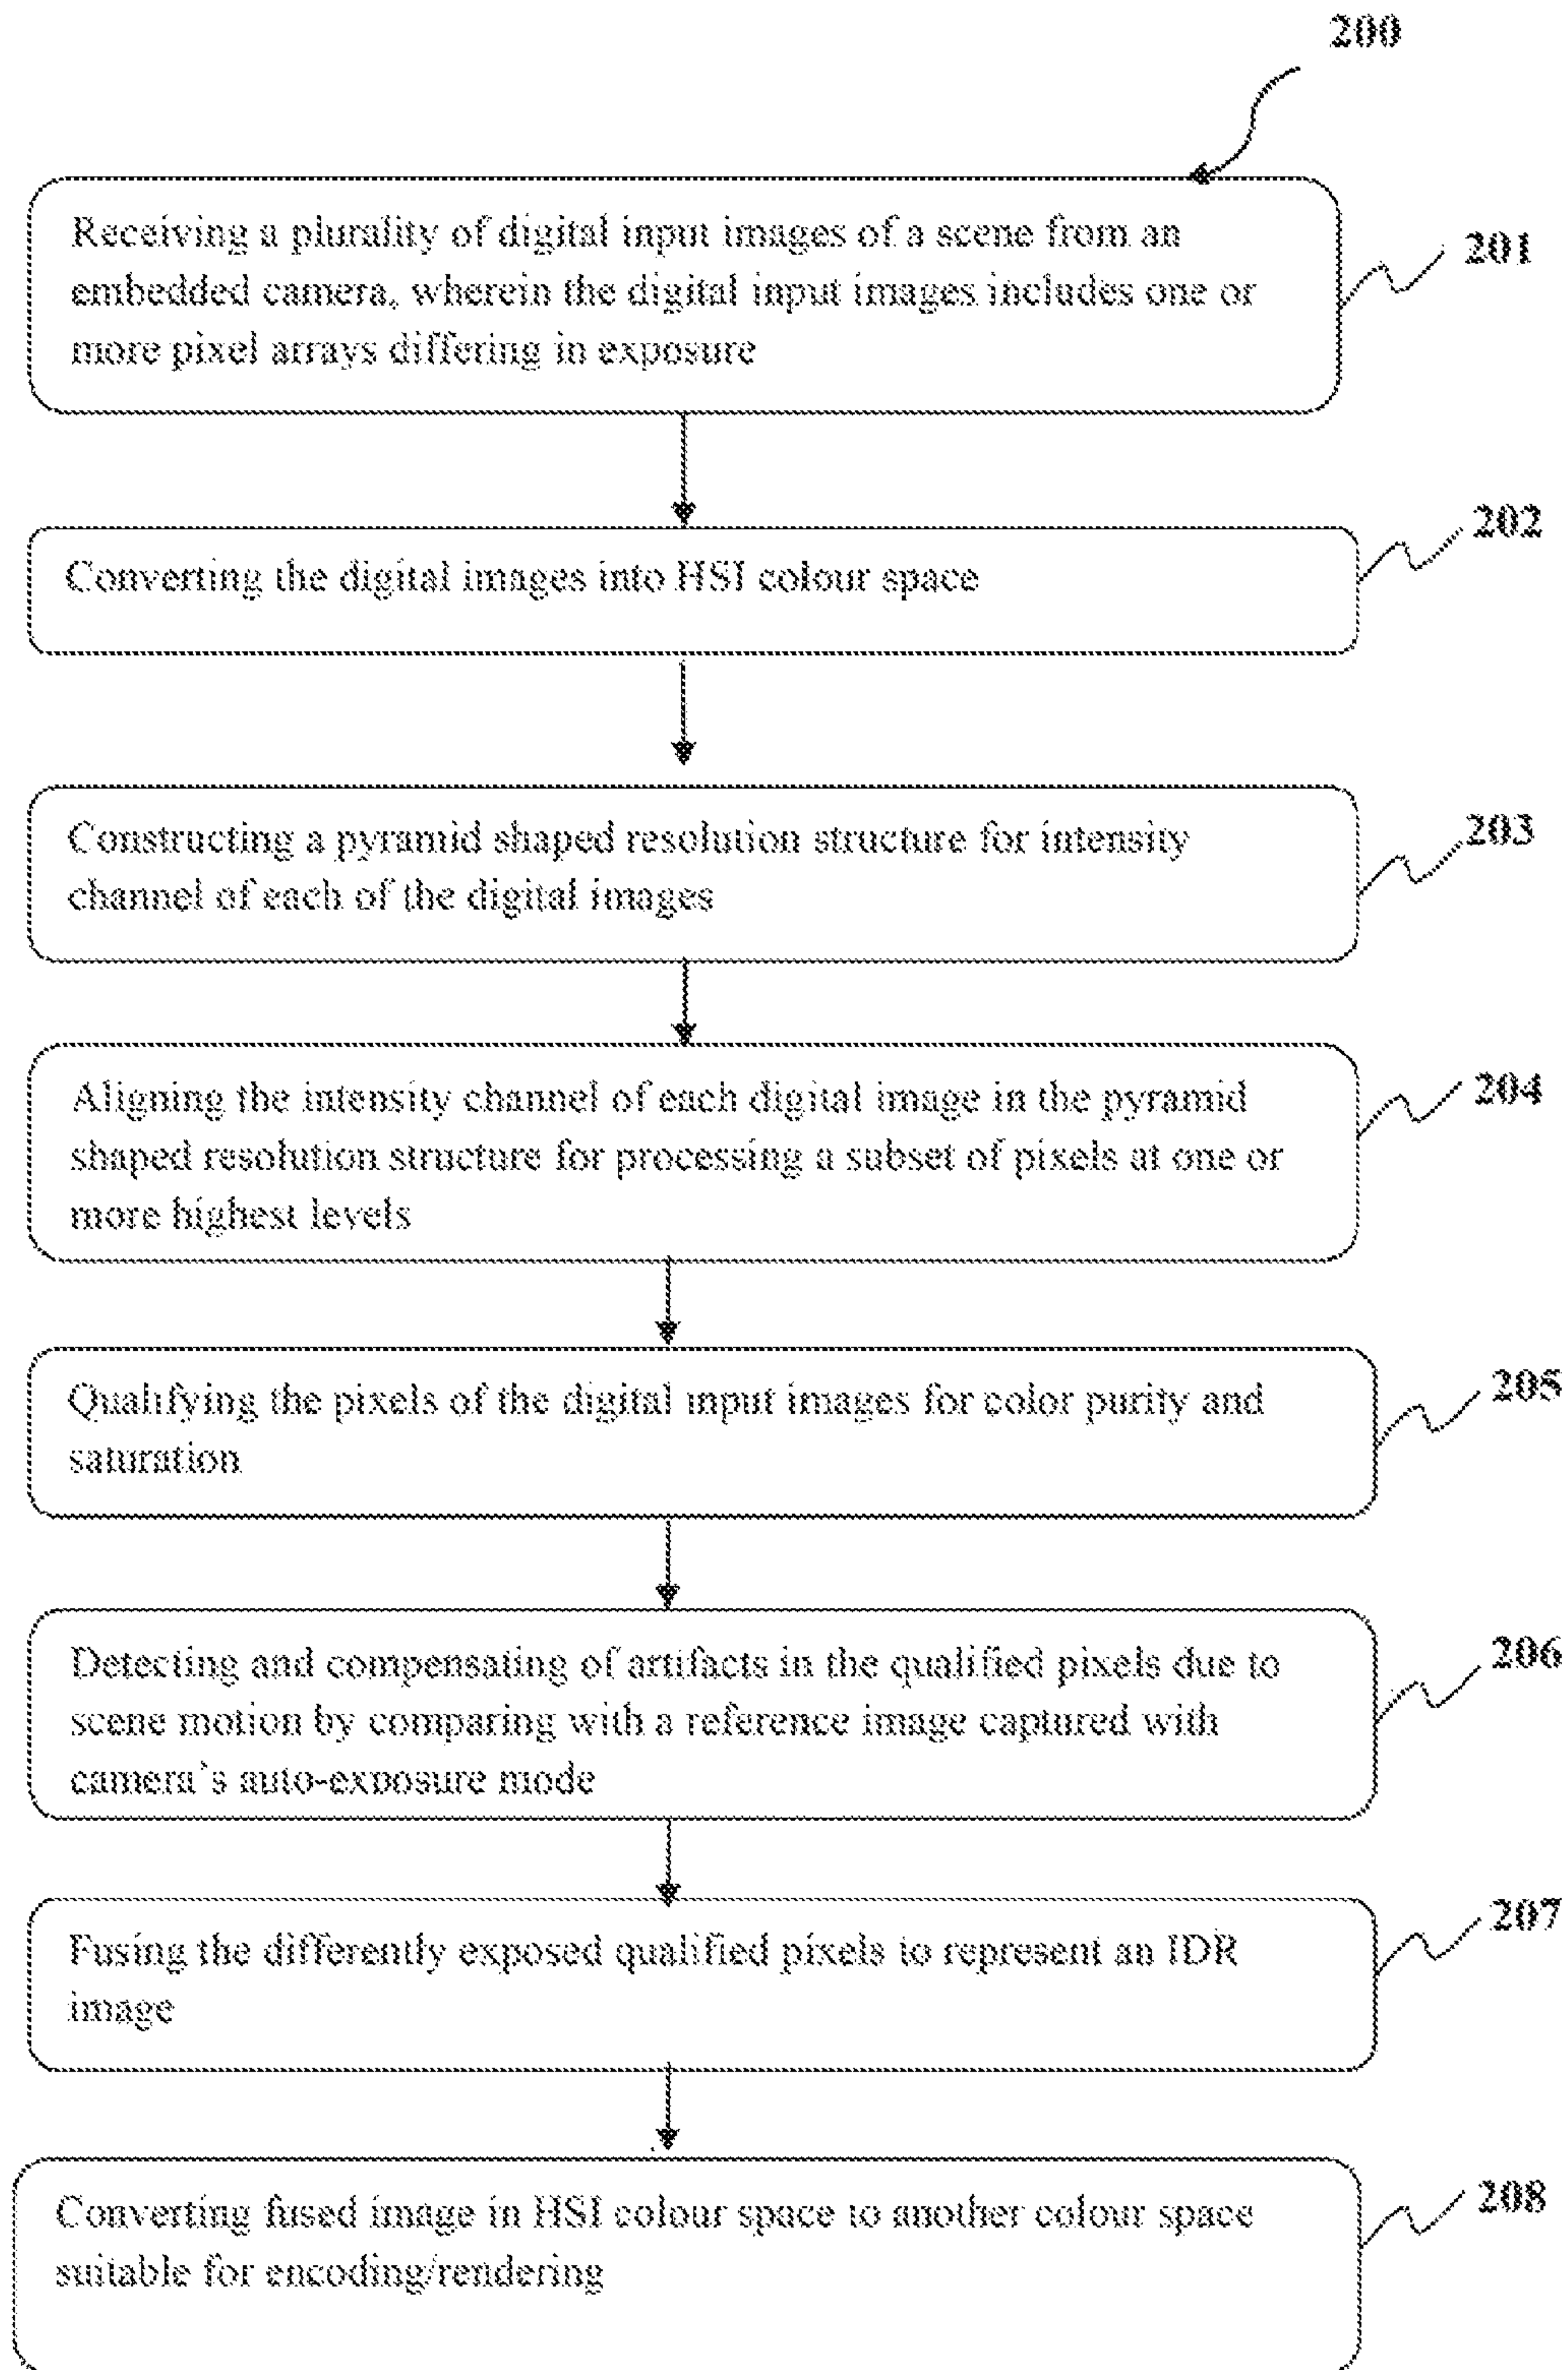 200
Receiving a plurality of digital input images of a scene from an
embedded camera, wherein the digital input images includes one or
more pixel arrays differing in exposure
201
Converting the digital images into HSI colour space
202
Constructing a pyramid shaped resolution structure for intensity
channel of each of the digital images
203
Aligning the intensity channel of each digital image in the pyramid
shaped resolution structure for processing a subset of pixels at one or
more highest levels
204
Qualifying the pixels of the digital input images for color purity and
saturation
205
Detecting and compensating of artifacts in the qualified pixels due to
scene motion by comparing with a reference image captured with
camera's auto-exposure mode
206
Fusing the differently exposed qualified pixels to represent an IDR
image
207
Converting fused image in HSI colour space to another colour space
suitable for encoding/rendering
208